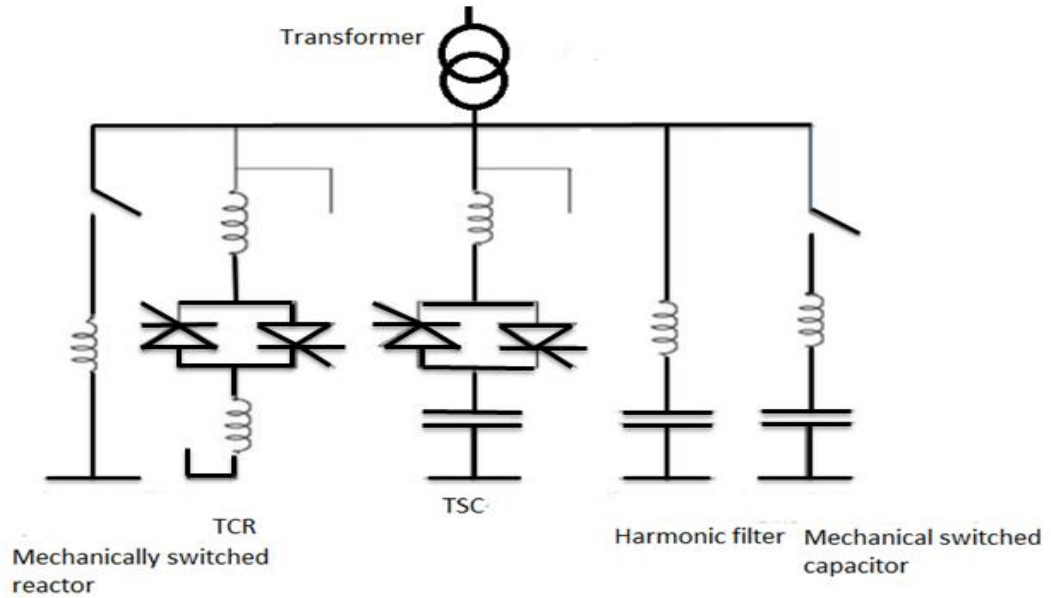 Transformer
TCR
TSC
Mechanically switched
reactor
Harmonic filter
Mechanical switched
capacitor